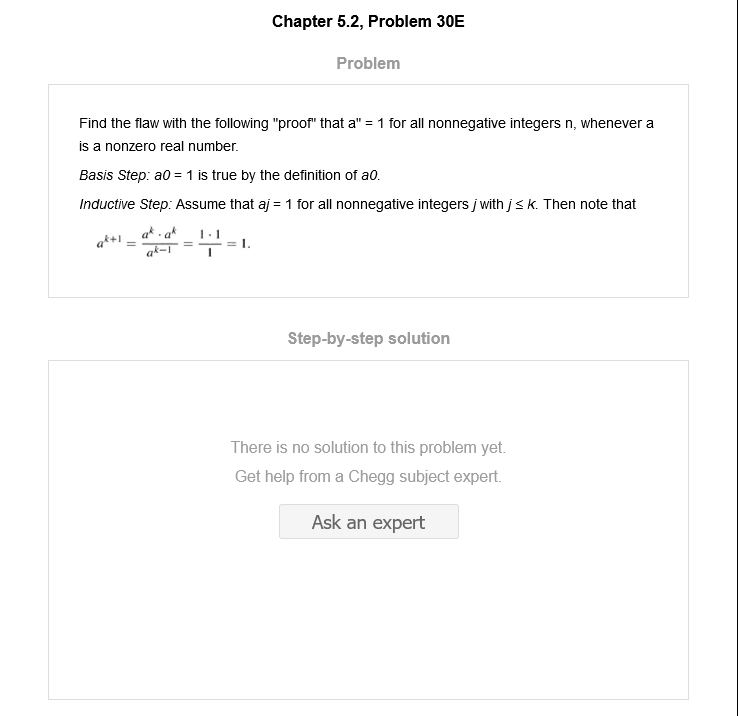 Chapter 5.2, Problem 30E
Problem
Find the flaw with the following "proof" that a" = 1 for all nonnegative integers n, whenever a
is a nonzero real number.
Basis Step: a0 = 1 is true by the definition of a0.
Inductive Step: Assume that aj = 1 for all nonnegative integers j with j ≤ k. Then note that
a^{k+1} = \frac{a^k · a^k}{a^{k−1}} = \frac{1 · 1}{1} = 1.
Step-by-step solution
There is no solution to this problem yet.
Get help from a Chegg subject expert.
Ask an expert